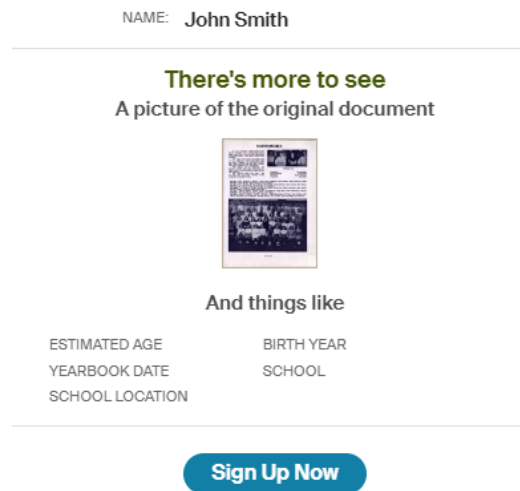 NAME: John Smith
There's more to see
A picture of the original document
And things like
ESTIMATED AGE BIRTH YEAR
YEARBOOK DATE SCHOOL
SCHOOL LOCATION
Sign Up Now